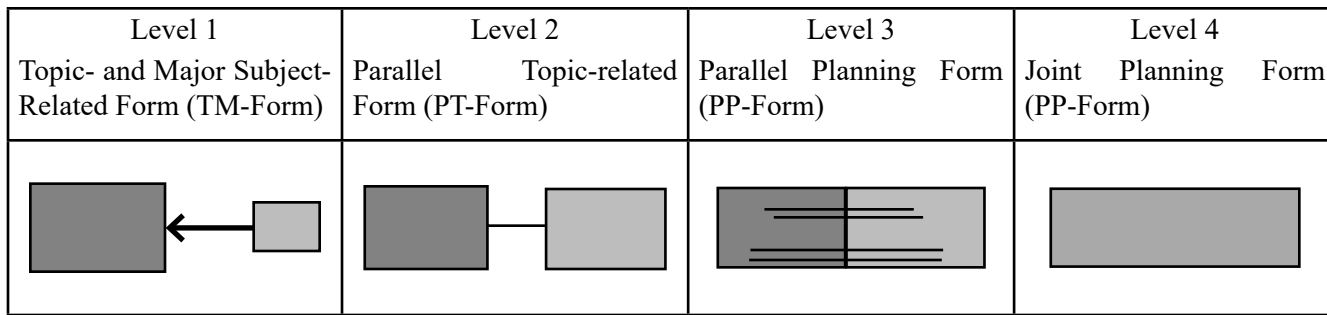 Level 1
Topic- and Major Subject-
Related Form (TM-Form)
Level 2
Parallel Topic-related
Form (PT-Form)
Level 3
Parallel Planning Form
(PP-Form)
Level 4
Joint Planning Form
(PP-Form)